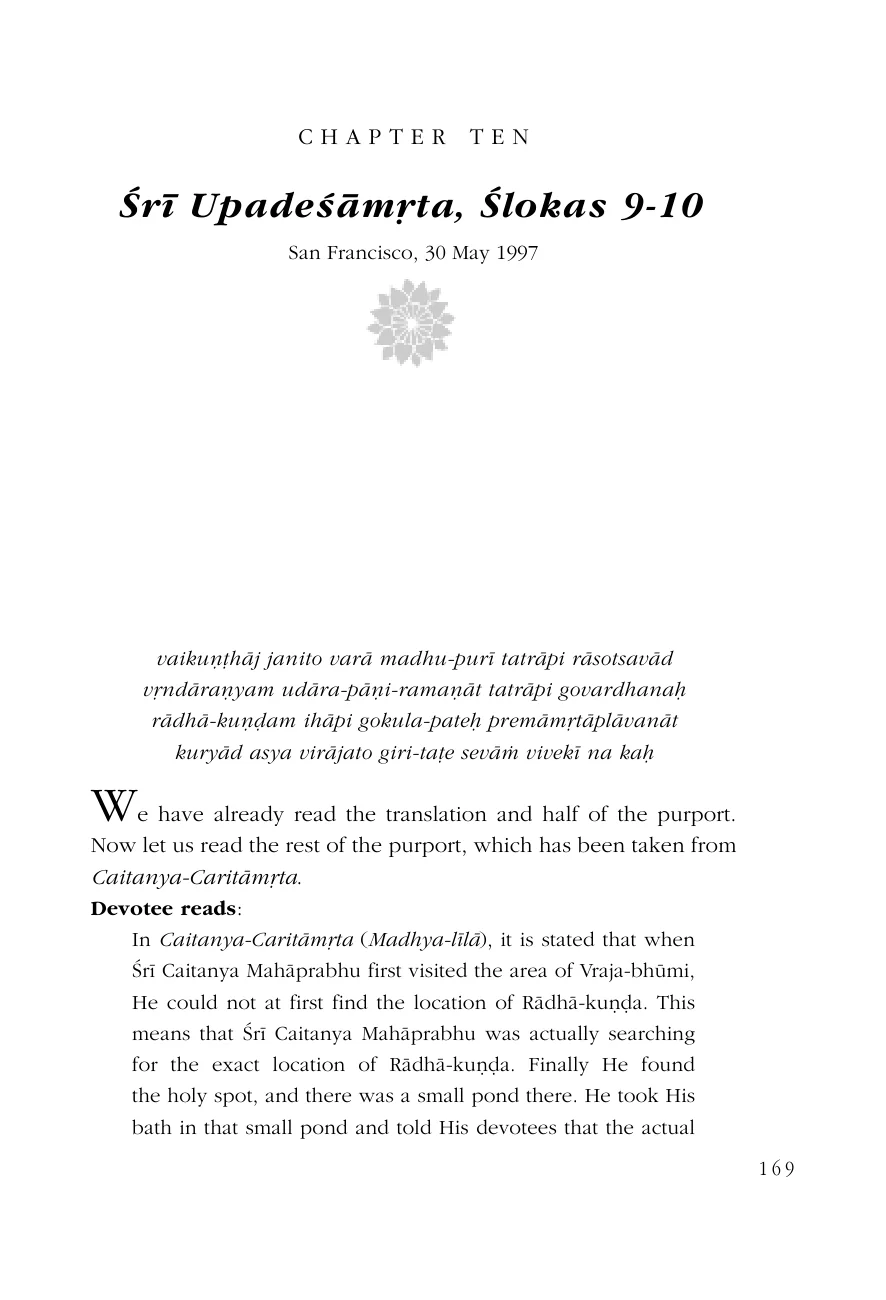 CHAPTER TEN
Śrī Upadeśāmṛta, Ślokas 9-10
San Francisco, 30 May 1997
vaikuṇṭhāj janito varā madhu-purī tatrāpi rāsotsavād
vṛndāraṇyam udāra-pāṇi-ramaṇāt tatrāpi govardhanaḥ
rādhā-kuṇḍam ihāpi gokula-pateḥ premāmṛtāplāvanāt
kuryād asya virājato giri-taṭe sevāṁ vivekī na kaḥ
We have already read the translation and half of the purport.
Now let us read the rest of the purport, which has been taken from
Caitanya-Caritāmṛta.
Devotee reads:
In Caitanya-Caritāmṛta (Madhya-līlā), it is stated that when
Śrī Caitanya Mahāprabhu first visited the area of Vraja-bhūmi,
He could not at first find the location of Rādhā-kuṇḍa. This
means that Śrī Caitanya Mahāprabhu was actually searching
for the exact location of Rādhā-kuṇḍa. Finally He found
the holy spot, and there was a small pond there. He took His
bath in that small pond and told His devotees that the actual
169